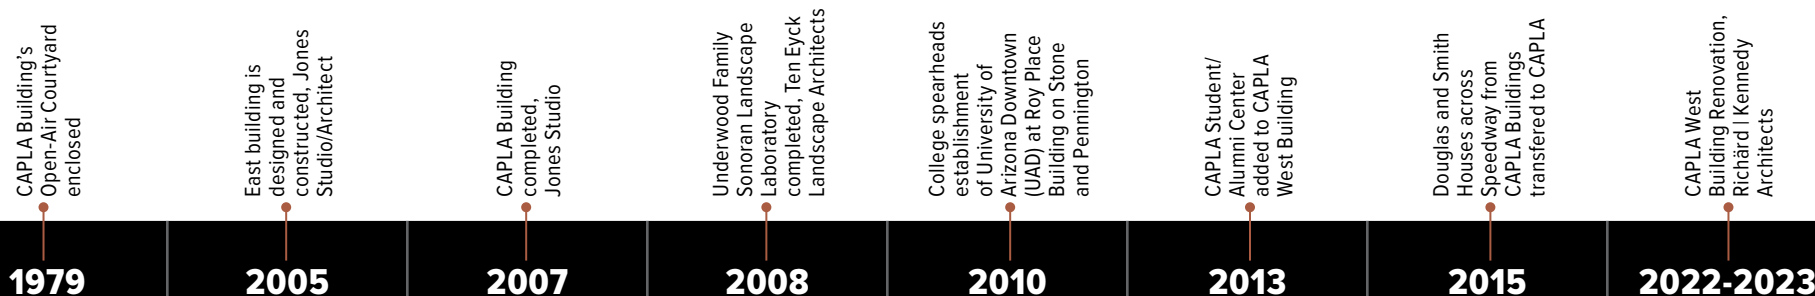 CAPLA Building's
Open-Air Courtyard
enclosed
1979
East building is
designed and
constructed, Jones
Studio/Architect
2005
CAPLA Building
completed,
Jones Studio
2007
Underwood Family
Sonoran Landscape
Laboratory
completed, Ten Eyck
Landscape Architects
2008
College spearheads
establishment
of University of
Arizona Downtown
(UAD) at Roy Place
Building on Stone
and Pennington
2010
CAPLA Student/
Alumni Center
added to CAPLA
West Building
2013
Douglas and Smith
Houses across
Speedway from
CAPLA Buildings
transfered to CAPLA
2015
CAPLA West
Building Renovation,
Richärd | Kennedy
Architects
2022-2023